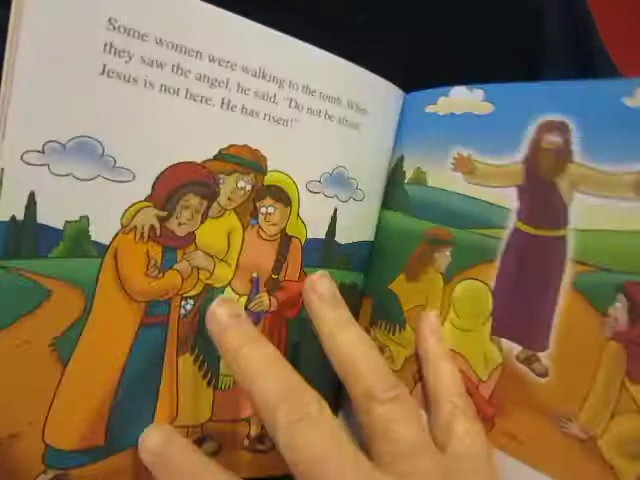 Some women were walking to the tomb. When
they saw the angel, he said, "Do not be afraid.
Jesus is not here. He has risen!"